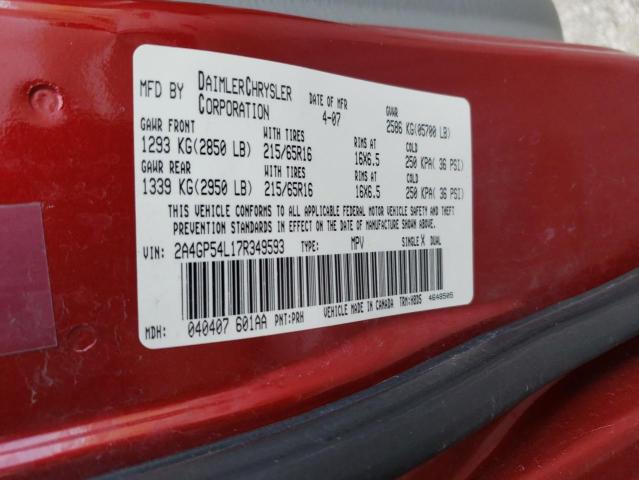 MFD BY DAIMLERCHRYSLER CORPORATION DATE OF MFR 4-07 GVWR 2586 KG(05700 LB)
GAWR FRONT WITH TIRES RIMS AT COLD
1293 KG(2850 LB) 215/65R16 16X6.5 250 KPA( 36 PSI)
GAWR REAR WITH TIRES RIMS AT COLD
1339 KG(2950 LB) 215/65R16 16X6.5 250 KPA( 36 PSI)
THIS VEHICLE CONFORMS TO ALL APPLICABLE FEDERAL MOTOR VEHICLE SAFETY AND THEFT
PREVENTION STANDARDS IN EFFECT ON THE DATE OF MANUFACTURE SHOWN ABOVE.
VIN: 2A4GP54L17R349593 TYPE: MPV SINGLE X DUAL
MDH: 040407 601AA PNT:PRH VEHICLE MADE IN CANADA TRM:H8DS 4648505